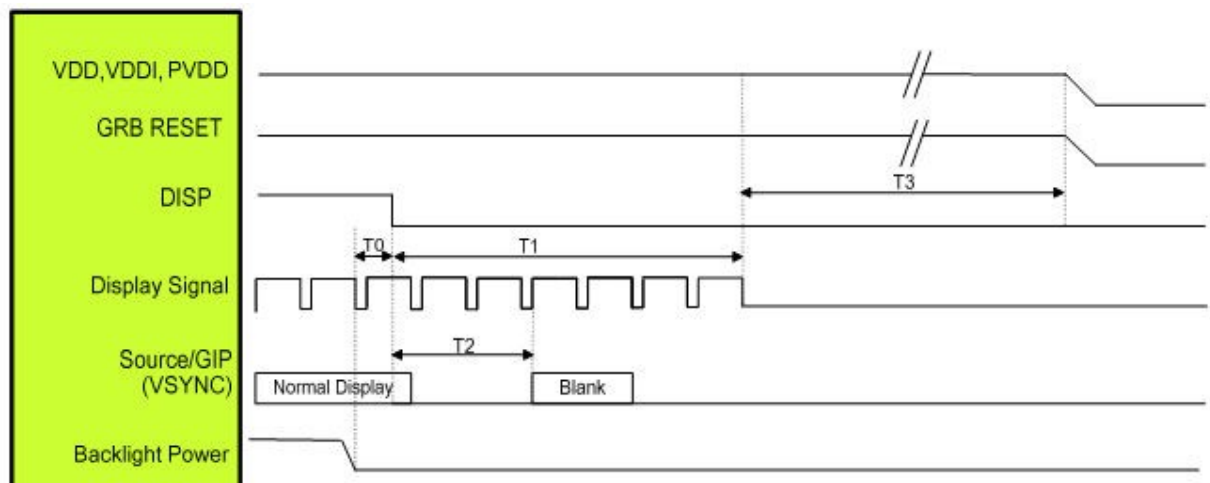 VDD,VDDI, PVDD
GRB RESET
T3
DISP
T0
T1
Display Signal
T2
Source/GIP
(VSYNC)
Normal Display
Blank
Backlight Power